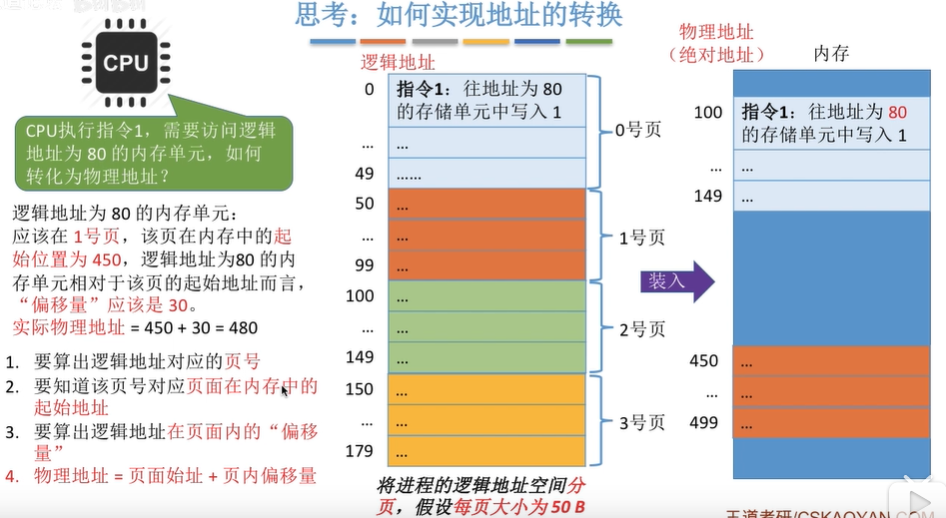 思考：如何实现地址的转换
CPU
CPU执行指令1，需要访问逻辑
地址为 80 的内存单元，如何
转化为物理地址？
逻辑地址为 80 的内存单元：
应该在 1号页，该页在内存中的起
始位置为 450，逻辑地址为80 的内
存单元相对于该页的起始地址而言，
“偏移量”应该是 30。
实际物理地址 = 450 + 30 = 480
1. 要算出逻辑地址对应的页号
2. 要知道该页号对应页面在内存中的
起始地址
3. 要算出逻辑地址在页面内的“偏移
量”
4. 物理地址 = 页面始址 + 页内偏移量
逻辑地址
0 指令1：往地址为 80
的存储单元中写入 1
... ...
49 ......
0号页
50 ...
... ...
99 ...
1号页
100 ...
... ...
149 ...
2号页
150 ...
... ...
179 ...
3号页
将进程的逻辑地址空间分
页，假设每页大小为 50 B
装入
物理地址
（绝对地址）
内存
100 指令1：往地址为 80
的存储单元中写入 1
... ...
149 ...
450 ...
... ...
499 ...
王道考研/CSKAOYAN.COM